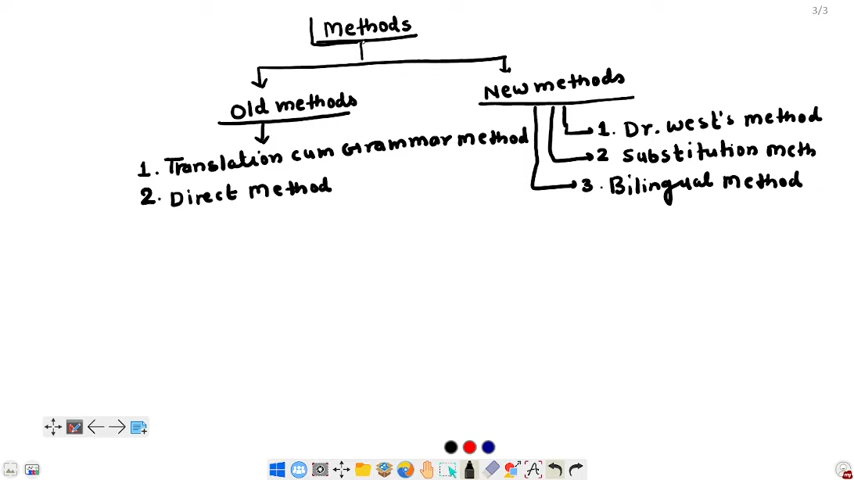 3/3
Methods
Old methods
New methods
1. Translation cum Grammar method
2. Direct Method
1. Dr. West's method
2 Substitution meth
3. Bilingual Method